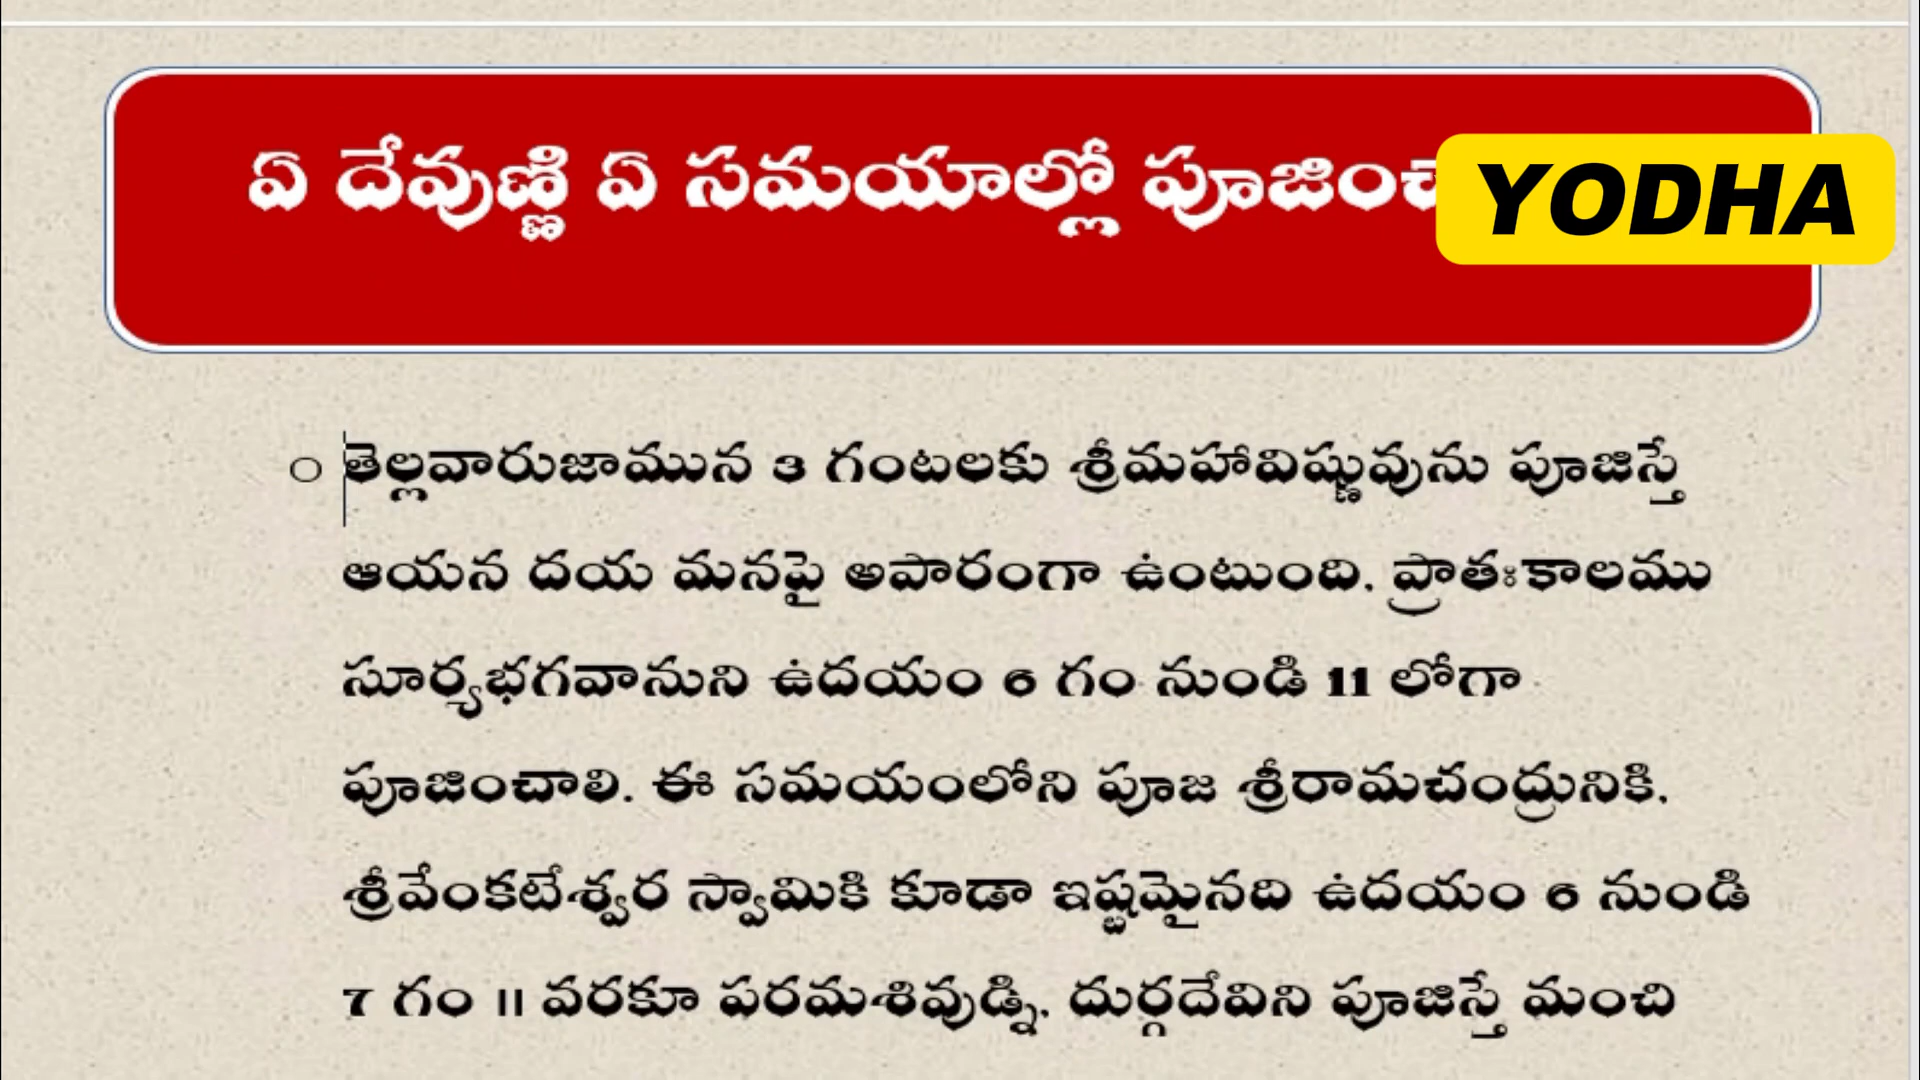 ఏ దేవుణ్ణి ఏ సమయాల్లో
YODHA
తెల్లవారుజామున 3 గంటలకు శ్రీమహావిష్ణువును పూజిస్తే
ఆయన దయ మనపై అపారంగా ఉంటుంది. ప్రాతఃకాలము
సూర్యభగవానుని ఉదయం 6 గం నుండి 11 లోగా
పూజించాలి. ఈ సమయంలోని పూజ శ్రీరామచంద్రునికి.
శ్రీవేంకటేశ్వర స్వామికి కూడా ఇష్టమైనది ఉదయం 6 నుండి
7 గం ॥ వరకూ పరమశివుడ్ని. దుర్గదేవిని పూజిస్తే మంచి